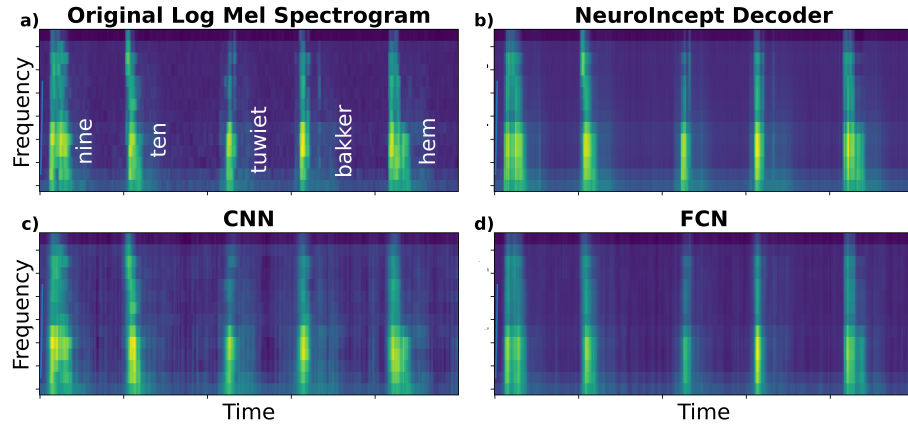 a) Original Log Mel Spectrogram
b) NeuroIncept Decoder
Frequency
nine
ten
tuwiet
bakker
hem
c) CNN
d) FCN
Frequency
Time
Time